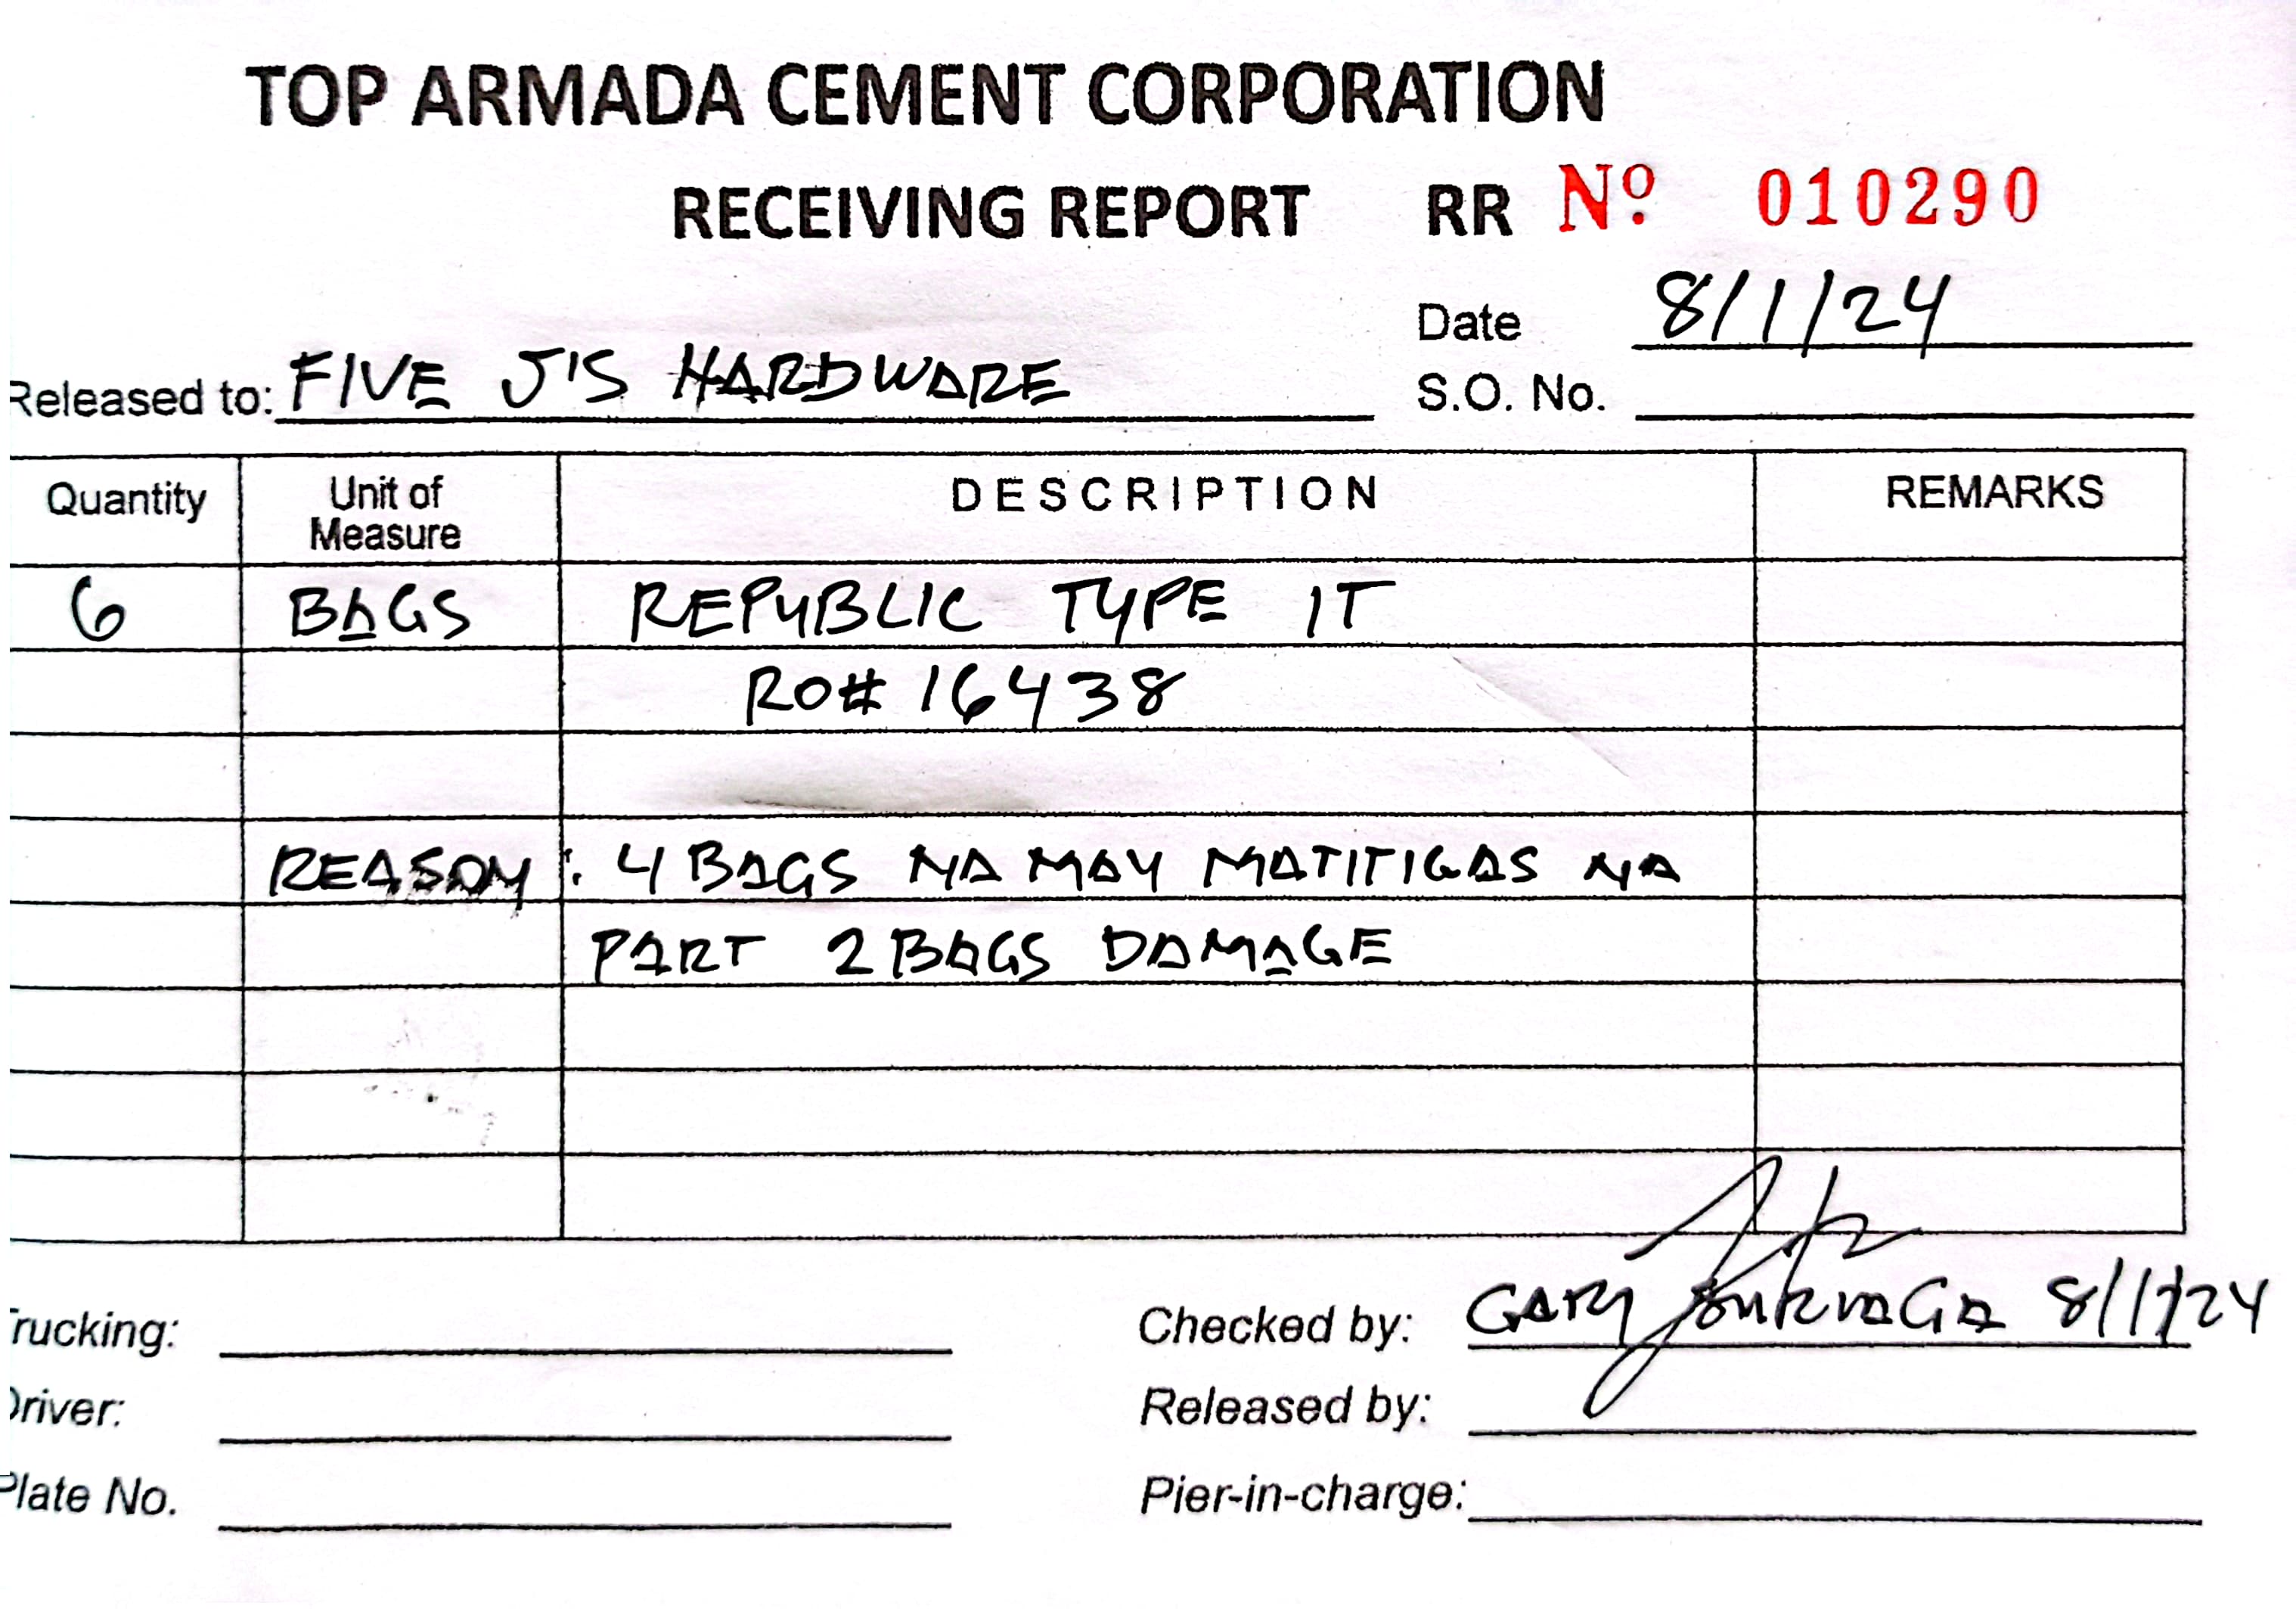 TOP ARMADA CEMENT CORPORATION
RECEIVING REPORT RR Nº 010290
Date 8/1/24
Released to: FIVE J'S HARDWARE
S.O. No.
Quantity Unit of Measure DESCRIPTION REMARKS
6 BAGS REPUBLIC TYPE 1T
RO# 16438
REASON: 4 BAGS NA MAY MATITIGAS NA
PART 2 BAGS DAMAGE
Trucking: Checked by: GARY 8/1/24
Driver: Released by:
Plate No. Pier-in-charge: